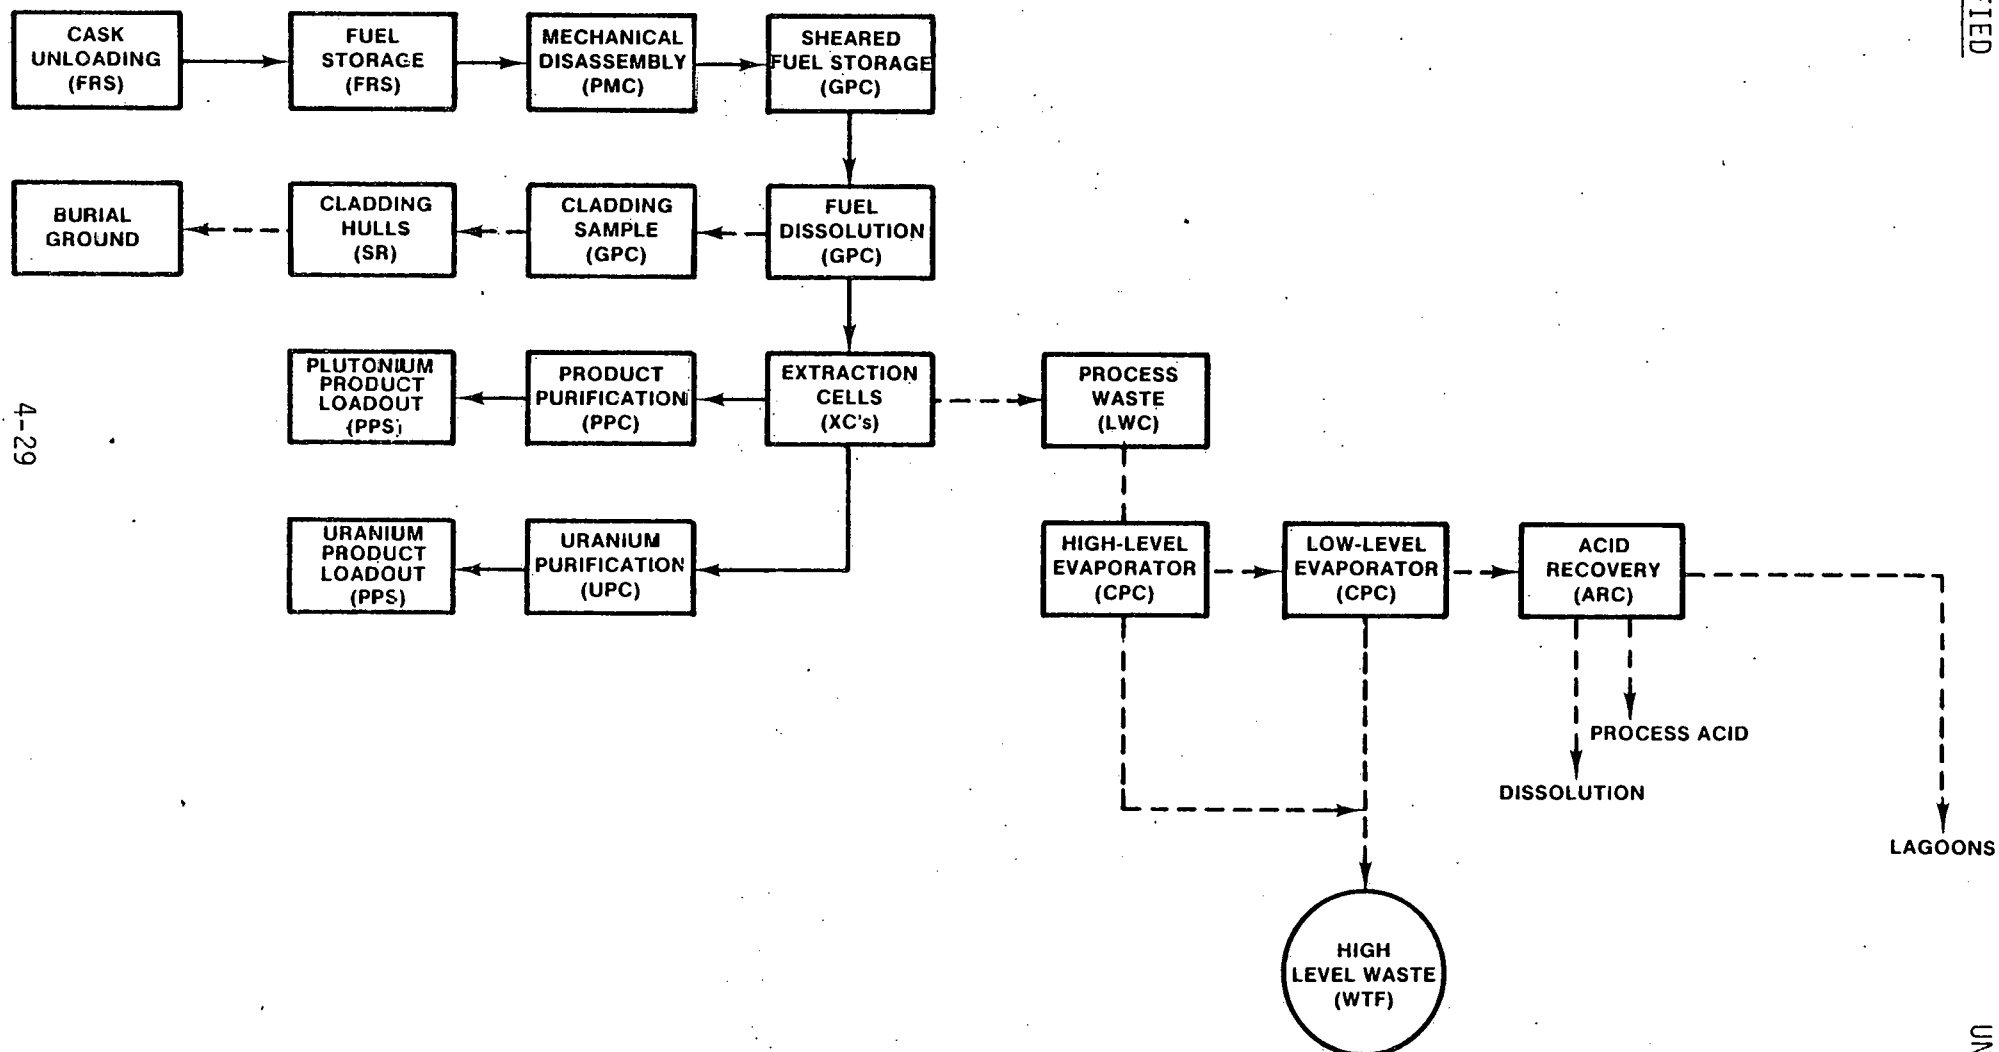 CASK
UNLOADING
(FRS)
FUEL
STORAGE
(FRS)
MECHANICAL
DISASSEMBLY
(PMC)
SHEARED
FUEL STORAGE
(GPC)
BURIAL
GROUND
CLADDING
HULLS
(SR)
CLADDING
SAMPLE
(GPC)
FUEL
DISSOLUTION
(GPC)
PLUTONIUM
PRODUCT
LOADOUT
(PPS)
PRODUCT
PURIFICATION
(PPC)
EXTRACTION
CELLS
(XC's)
PROCESS
WASTE
(LWC)
URANIUM
PRODUCT
LOADOUT
(PPS)
URANIUM
PURIFICATION
(UPC)
HIGH-LEVEL
EVAPORATOR
(CPC)
LOW-LEVEL
EVAPORATOR
(CPC)
ACID
RECOVERY
(ARC)
PROCESS ACID
DISSOLUTION
LAGOONS
HIGH
LEVEL WASTE
(WTF)
4-29